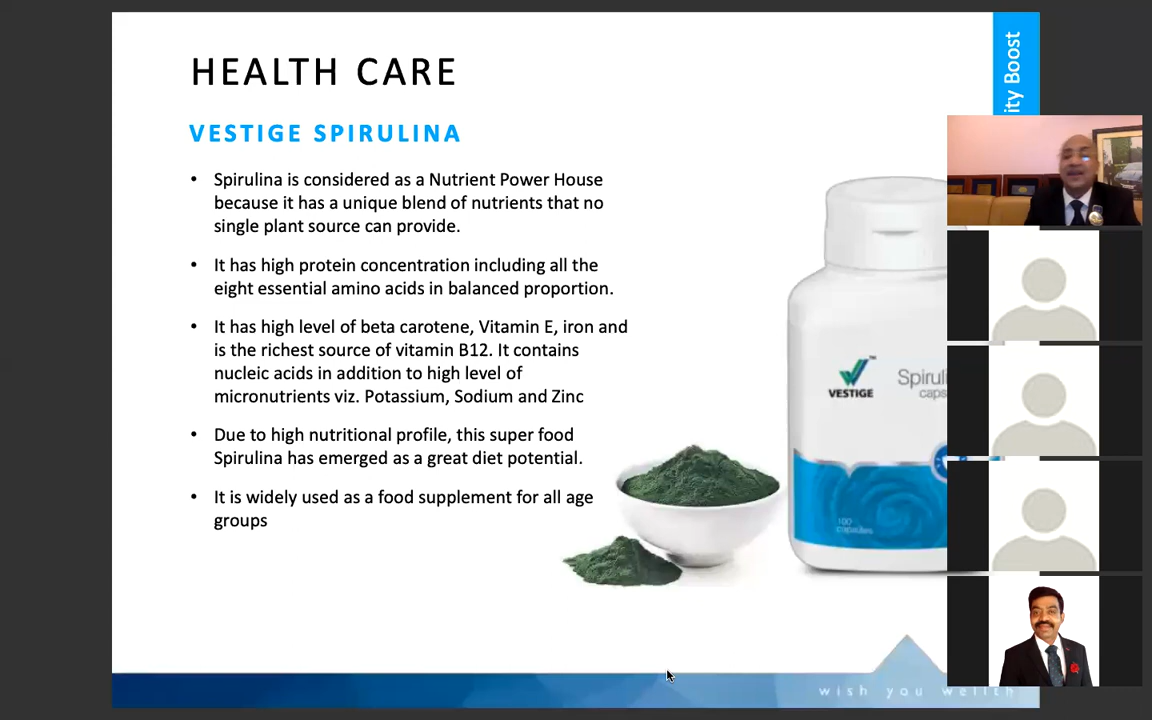 HEALTH CARE
VESTIGE SPIRULINA
• Spirulina is considered as a Nutrient Power House
because it has a unique blend of nutrients that no
single plant source can provide.
• It has high protein concentration including all the
eight essential amino acids in balanced proportion.
• It has high level of beta carotene, Vitamin E, iron and
is the richest source of vitamin B12. It contains
nucleic acids in addition to high level of
micronutrients viz. Potassium, Sodium and Zinc
• Due to high nutritional profile, this super food
Spirulina has emerged as a great diet potential.
• It is widely used as a food supplement for all age
groups
ity Boost
VESTIGE™
Spiruli
caps
100
capsules
wish you wellth